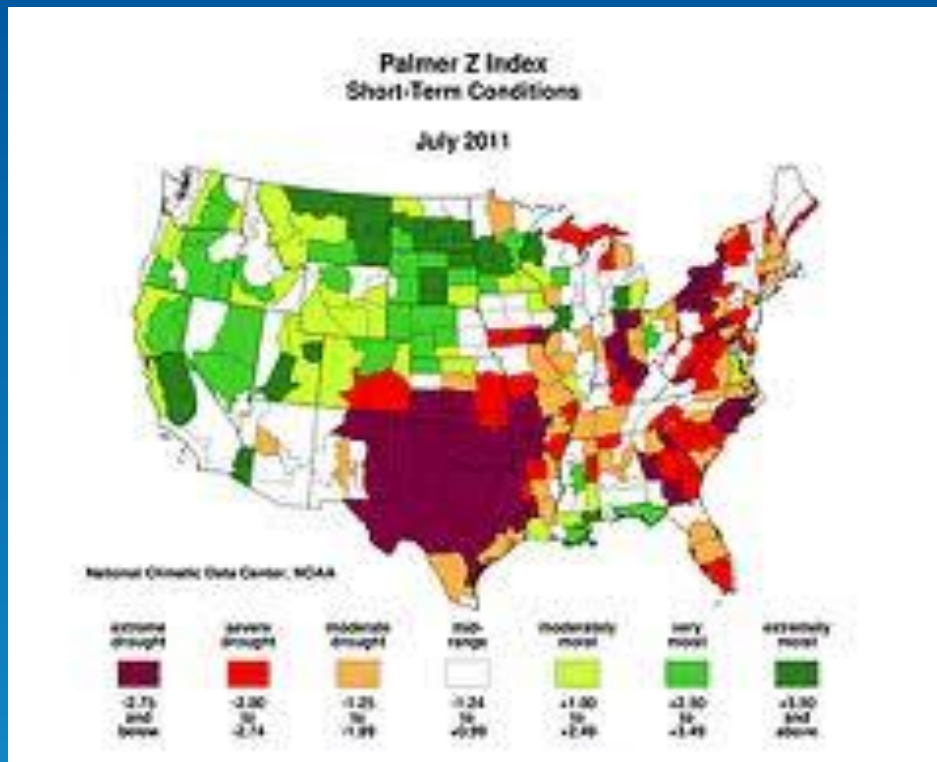 Palmer Z Index
Short-Term Conditions
July 2011
National Climatic Data Center, NOAA
extreme drought
severe drought
moderate drought
mid-range
moderately moist
very moist
extremely moist
-2.75 and below
-2.00 to -2.74
-1.25 to -1.99
-1.24 to +0.99
+1.00 to +2.49
+2.50 to +3.49
+3.50 and above